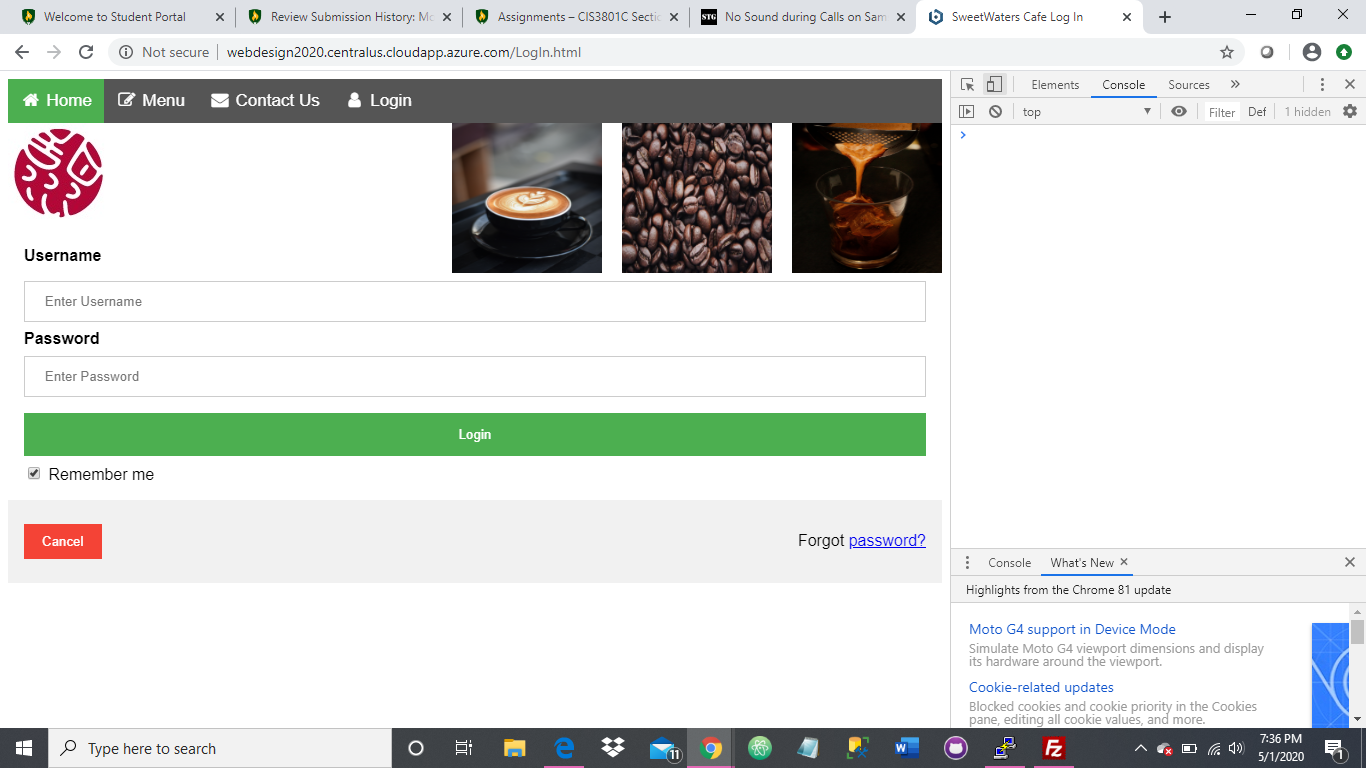 Welcome to Student Portal
Review Submission History: Mo
Assignments – CIS3801C Sectio
STG No Sound during Calls on Sam
SweetWaters Cafe Log In
Not secure webdesign2020.centralus.cloudapp.azure.com/LogIn.html
Home Menu Contact Us Login
Elements Console Sources
top Filter Def 1 hidden
Username
Enter Username
Password
Enter Password
Login
Remember me
Cancel
Forgot password?
Console What's New
Highlights from the Chrome 81 update
Moto G4 support in Device Mode
Simulate Moto G4 viewport dimensions and display
its hardware around the viewport.
Cookie-related updates
Blocked cookies and cookie priority in the Cookies
pane, editing all cookie values, and more.
Type here to search
11
7:36 PM
5/1/2020
1